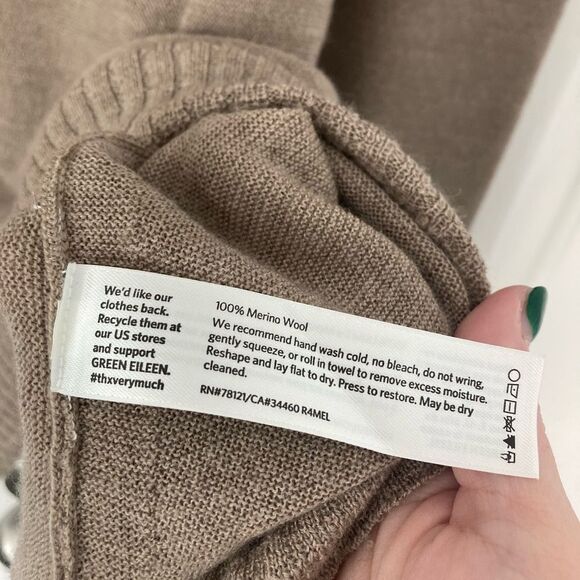 We'd like our
clothes back.
Recycle them at
our US stores
and support
GREEN EILEEN.
#thxverymuch
100% Merino Wool
We recommend hand wash cold, no bleach, do not wring,
gently squeeze, or roll in towel to remove excess moisture.
Reshape and lay flat to dry. Press to restore. May be dry
cleaned.
RN#78121/CA#34460 R4MEL